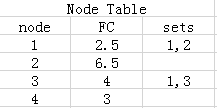 Node Table
node FC sets
1 2.5 1,2
2 6.5
3 4 1,3
4 3